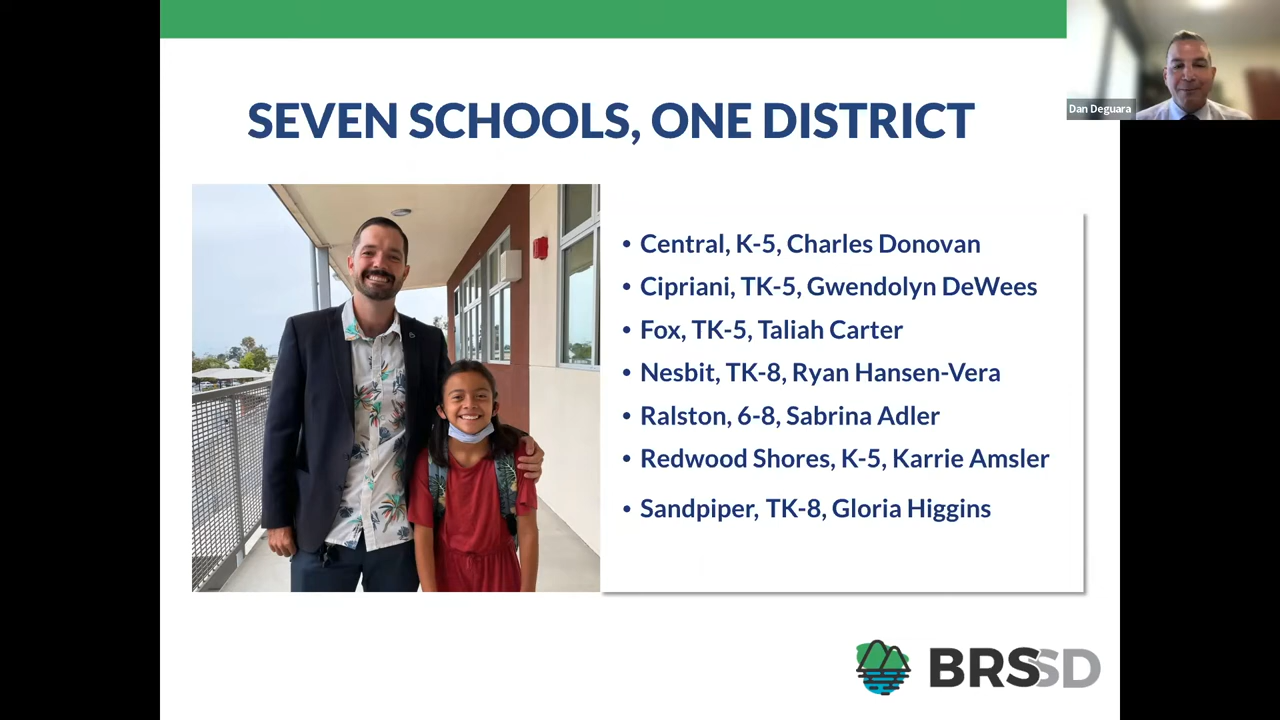 SEVEN SCHOOLS, ONE DISTRICT
Dan Deguara
• Central, K-5, Charles Donovan
• Cipriani, TK-5, Gwendolyn DeWees
• Fox, TK-5, Taliah Carter
• Nesbit, TK-8, Ryan Hansen-Vera
• Ralston, 6-8, Sabrina Adler
• Redwood Shores, K-5, Karrie Amsler
• Sandpiper, TK-8, Gloria Higgins
BRSSD